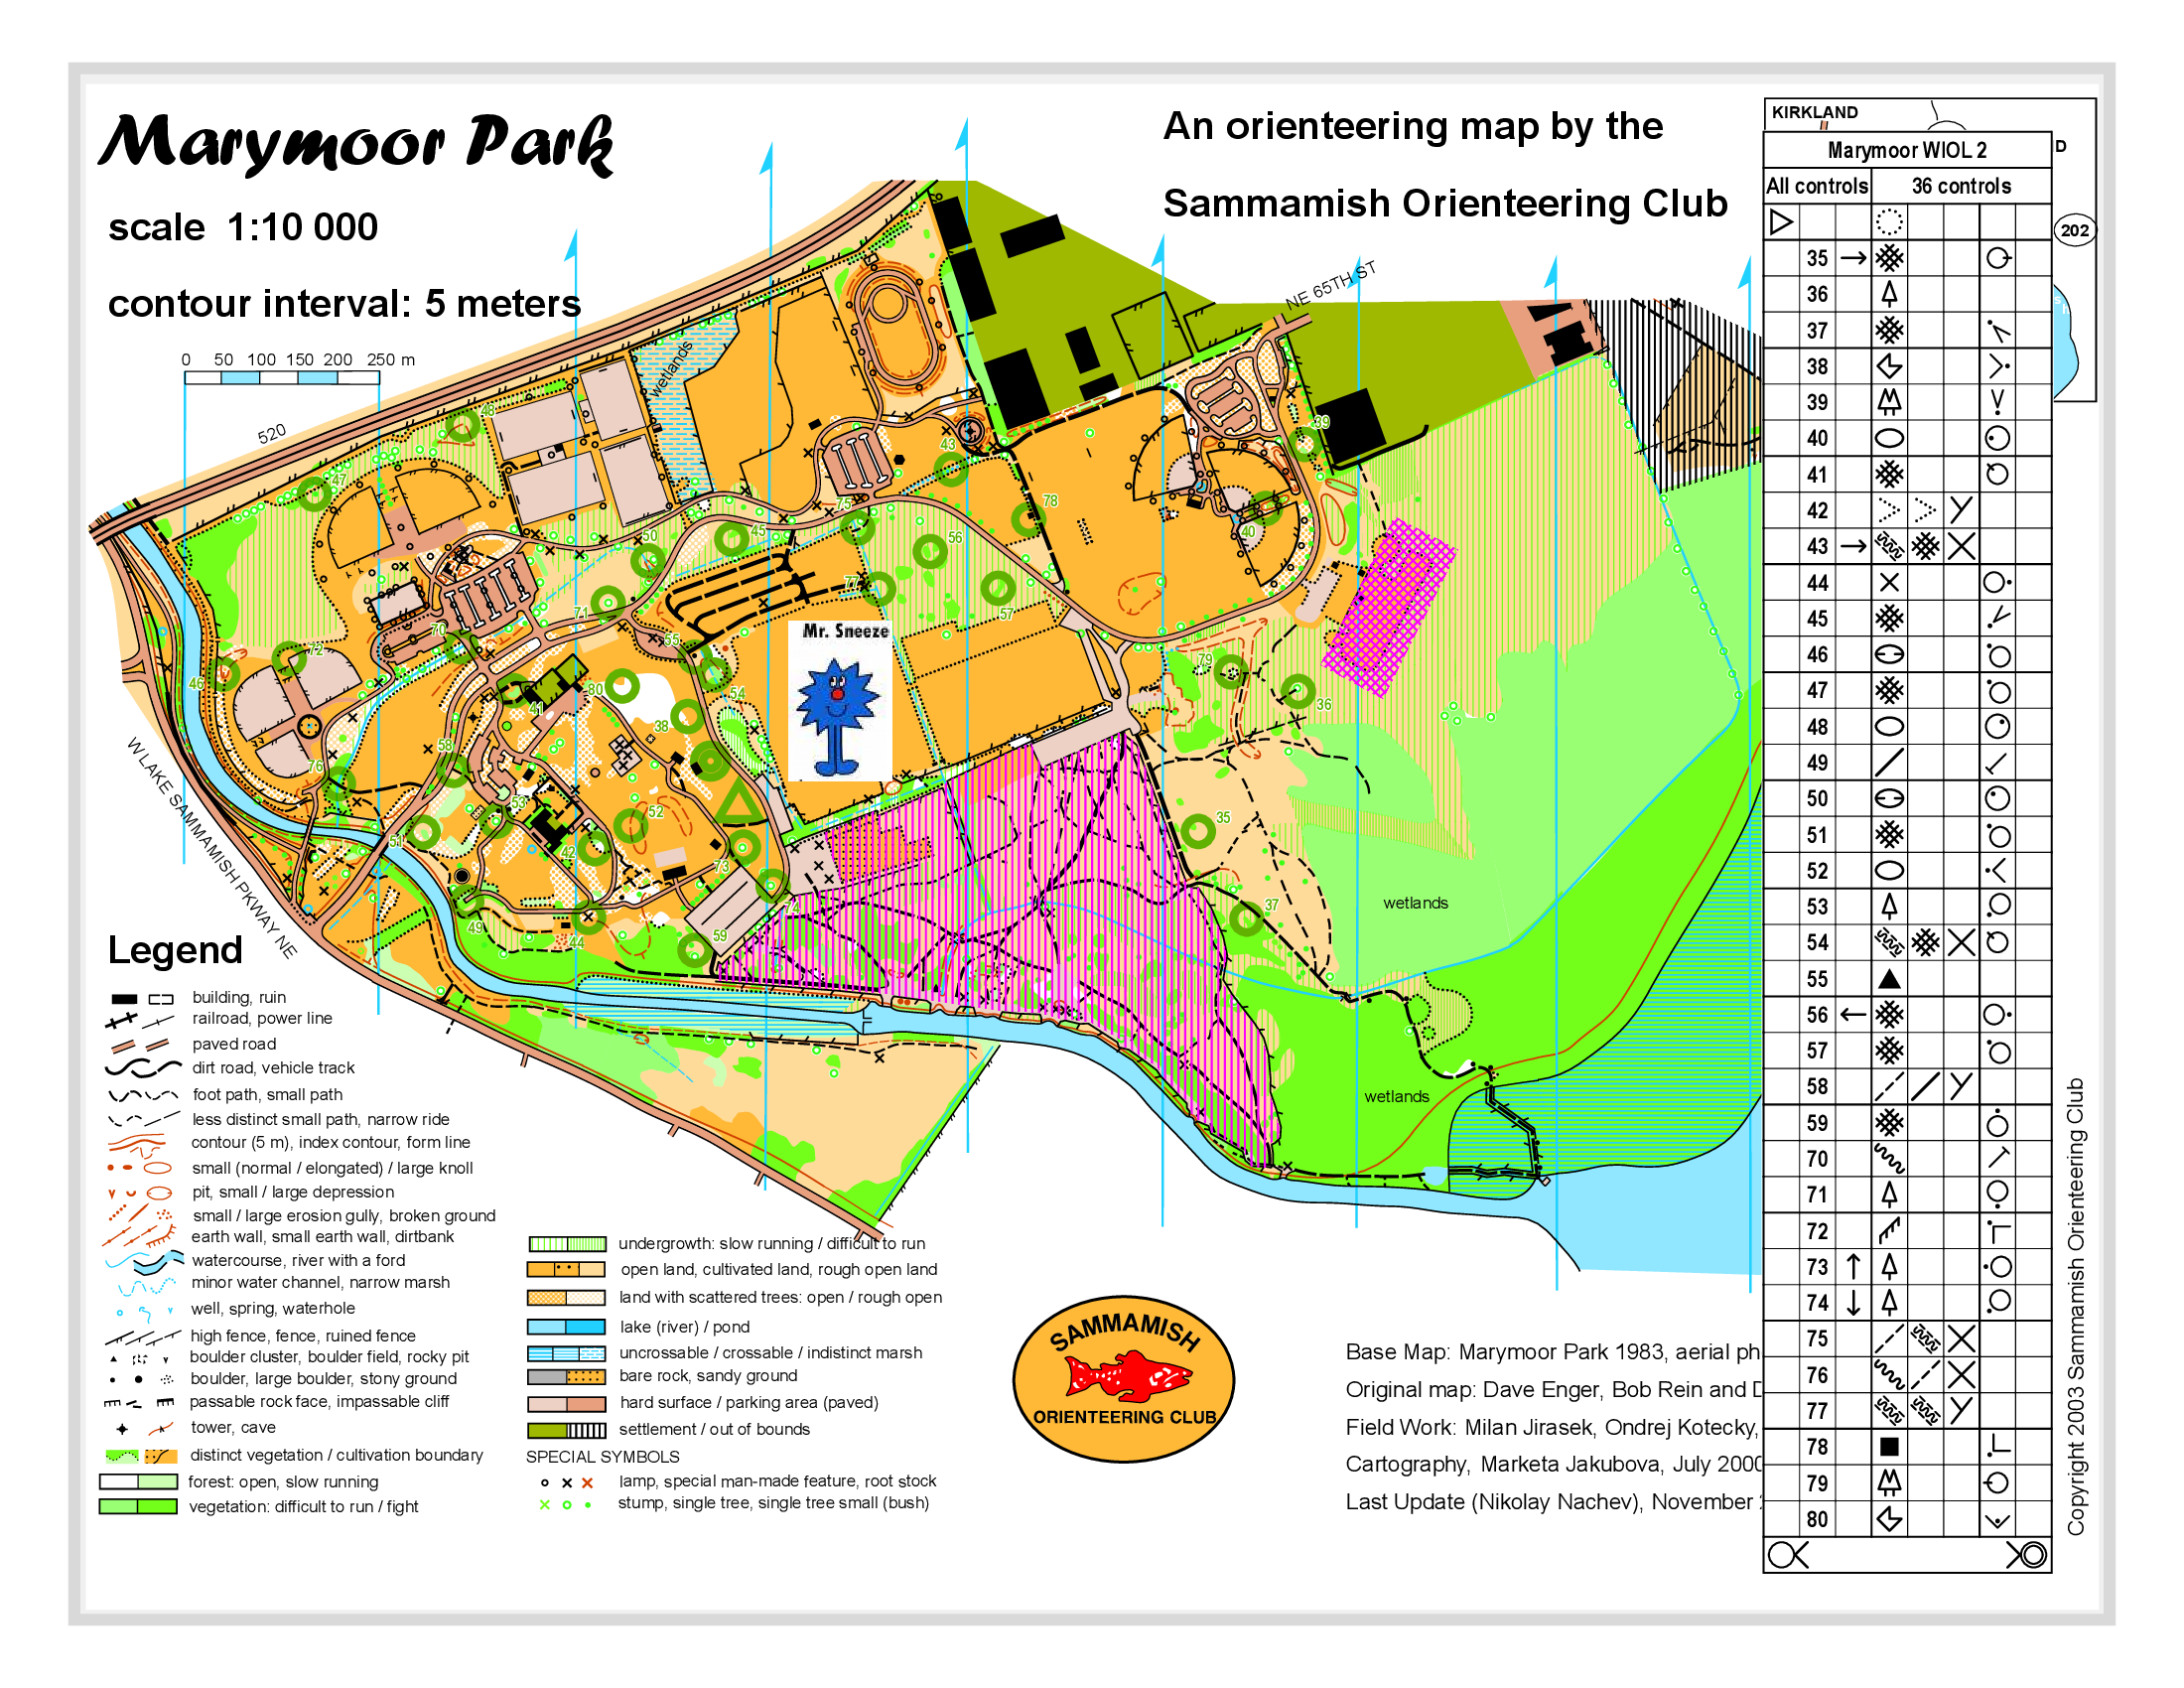 Marymoor Park
scale 1:10 000
contour interval: 5 meters
0 50 100 150 200 250 m
An orienteering map by the
Sammamish Orienteering Club
KIRKLAND
D
202
Marymoor WIOL 2
All controls 36 controls
35
36
37
38
39
40
41
42
43
44
45
46
47
48
49
50
51
52
53
54
55
56
57
58
59
70
71
72
73
74
75
76
77
78
79
80
Copyright 2003 Sammamish Orienteering Club
NE 65TH ST
520
wetlands
48
47
43
39
78
75
45
50
56
40
77
57
71
70
55
72
46
79
36
54
80
41
38
58
76
53
52
51
42
35
73
74
37
49
44
59
Mr. Sneeze
wetlands
wetlands
W LAKE SAMMAMISH PKWAY NE
Legend
building, ruin
railroad, power line
paved road
dirt road, vehicle track
foot path, small path
less distinct small path, narrow ride
contour (5 m), index contour, form line
small (normal / elongated) / large knoll
pit, small / large depression
small / large erosion gully, broken ground
earth wall, small earth wall, dirtbank
watercourse, river with a ford
minor water channel, narrow marsh
well, spring, waterhole
high fence, fence, ruined fence
boulder cluster, boulder field, rocky pit
boulder, large boulder, stony ground
passable rock face, impassable cliff
tower, cave
distinct vegetation / cultivation boundary
forest: open, slow running
vegetation: difficult to run / fight
undergrowth: slow running / difficult to run
open land, cultivated land, rough open land
land with scattered trees: open / rough open
lake (river) / pond
uncrossable / crossable / indistinct marsh
bare rock, sandy ground
hard surface / parking area (paved)
settlement / out of bounds
SPECIAL SYMBOLS
lamp, special man-made feature, root stock
stump, single tree, single tree small (bush)
SAMMAMISH
ORIENTEERING CLUB
Base Map: Marymoor Park 1983, aerial ph
Original map: Dave Enger, Bob Rein and D
Field Work: Milan Jirasek, Ondrej Kotecky,
Cartography, Marketa Jakubova, July 2000
Last Update (Nikolay Nachev), November